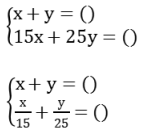 x + y = ()
15x + 25y = ()
x + y = ()
x/15 + y/25 = ()